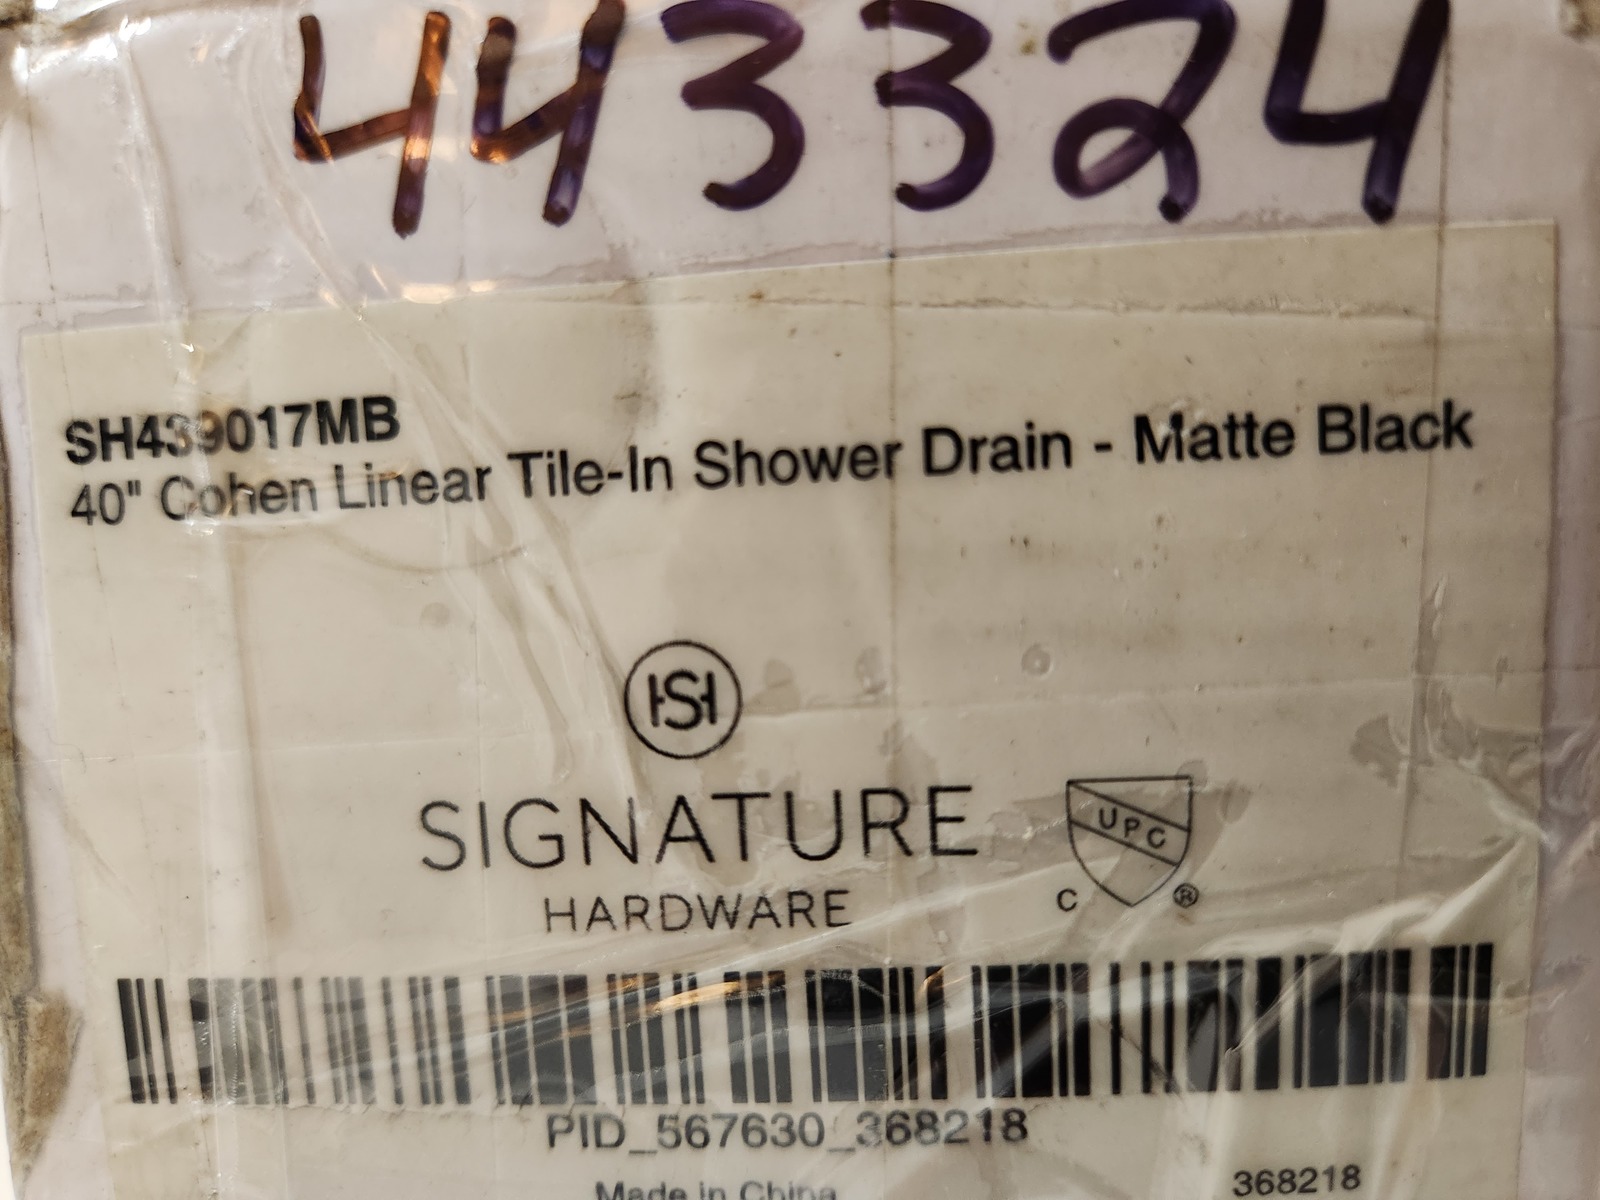 443324
SH439017MB
40" Cohen Linear Tile-In Shower Drain - Matte Black
SH
SIGNATURE
HARDWARE
UPC
C ®
PID_567630_368218
Made in China
368218